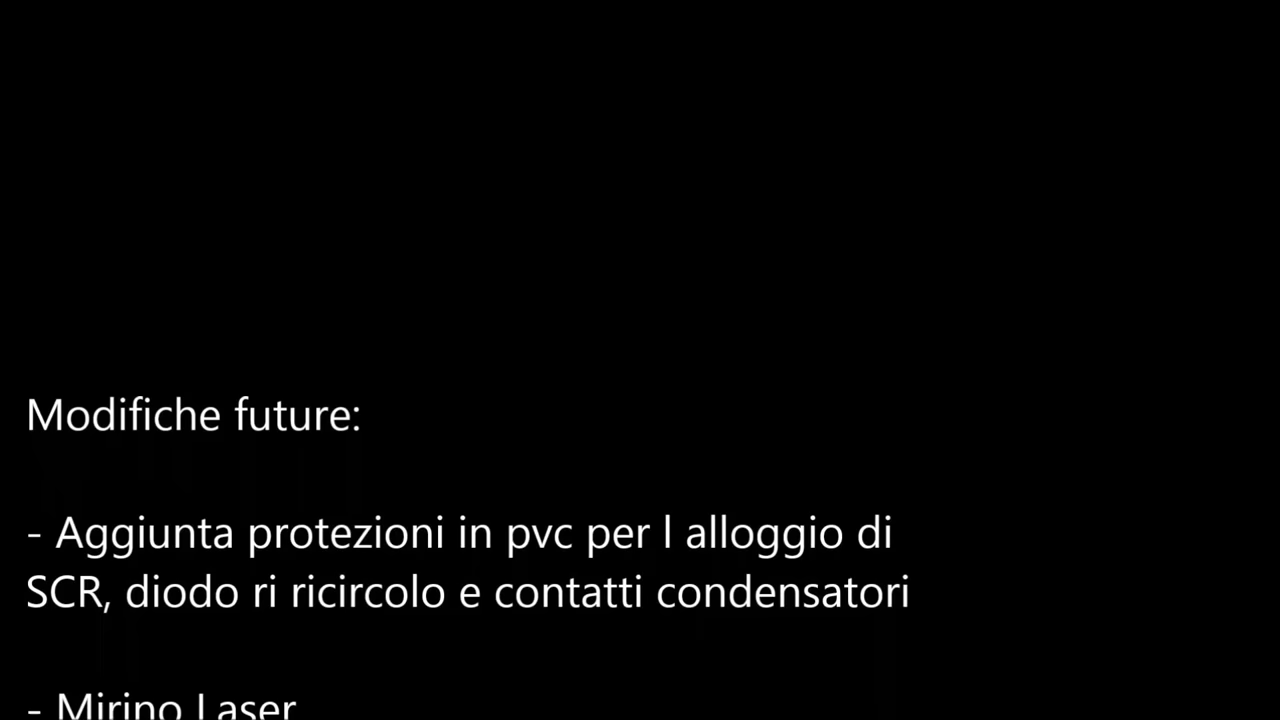 Modifiche future:
- Aggiunta protezioni in pvc per l alloggio di
SCR, diodo ri ricircolo e contatti condensatori
- Mirino Laser